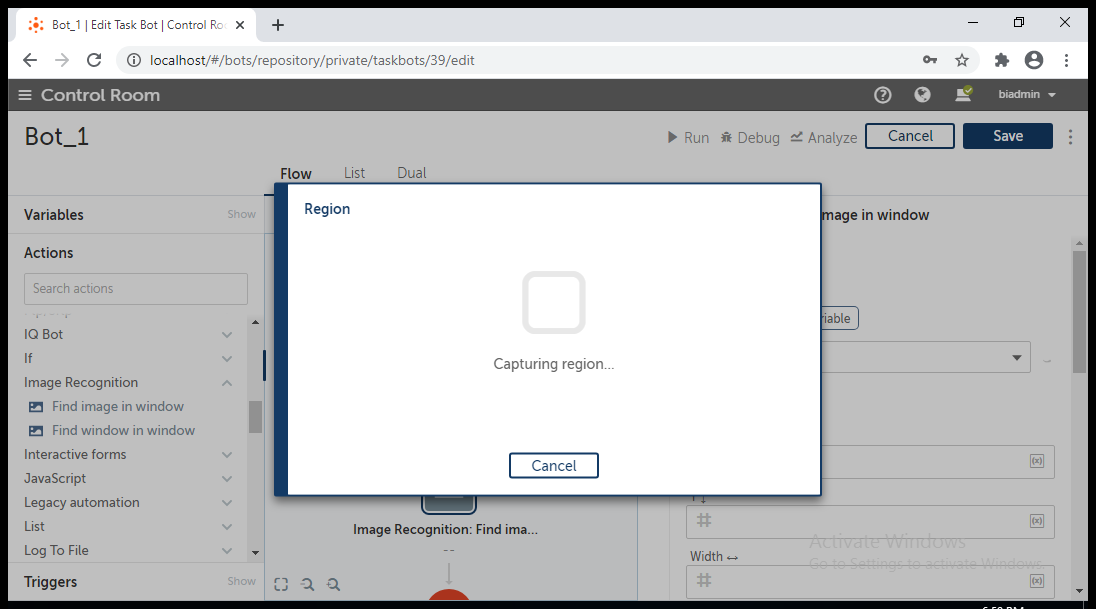 Bot_1 | Edit Task Bot | Control Ro
localhost/#/bots/repository/private/taskbots/39/edit
Control Room
biadmin
Bot_1
Run
Debug
Analyze
Cancel
Save
Flow
List
Dual
Variables
Show
Actions
Search actions
IQ Bot
If
Image Recognition
Find image in window
Find window in window
Interactive forms
JavaScript
Legacy automation
List
Log To File
Triggers
Show
Region
Capturing region...
Cancel
Image Recognition: Find ima...
--
mage in window
riable
(x)
(x)
Width
(x)
Activate Windows
Go to Settings to activate Windows.